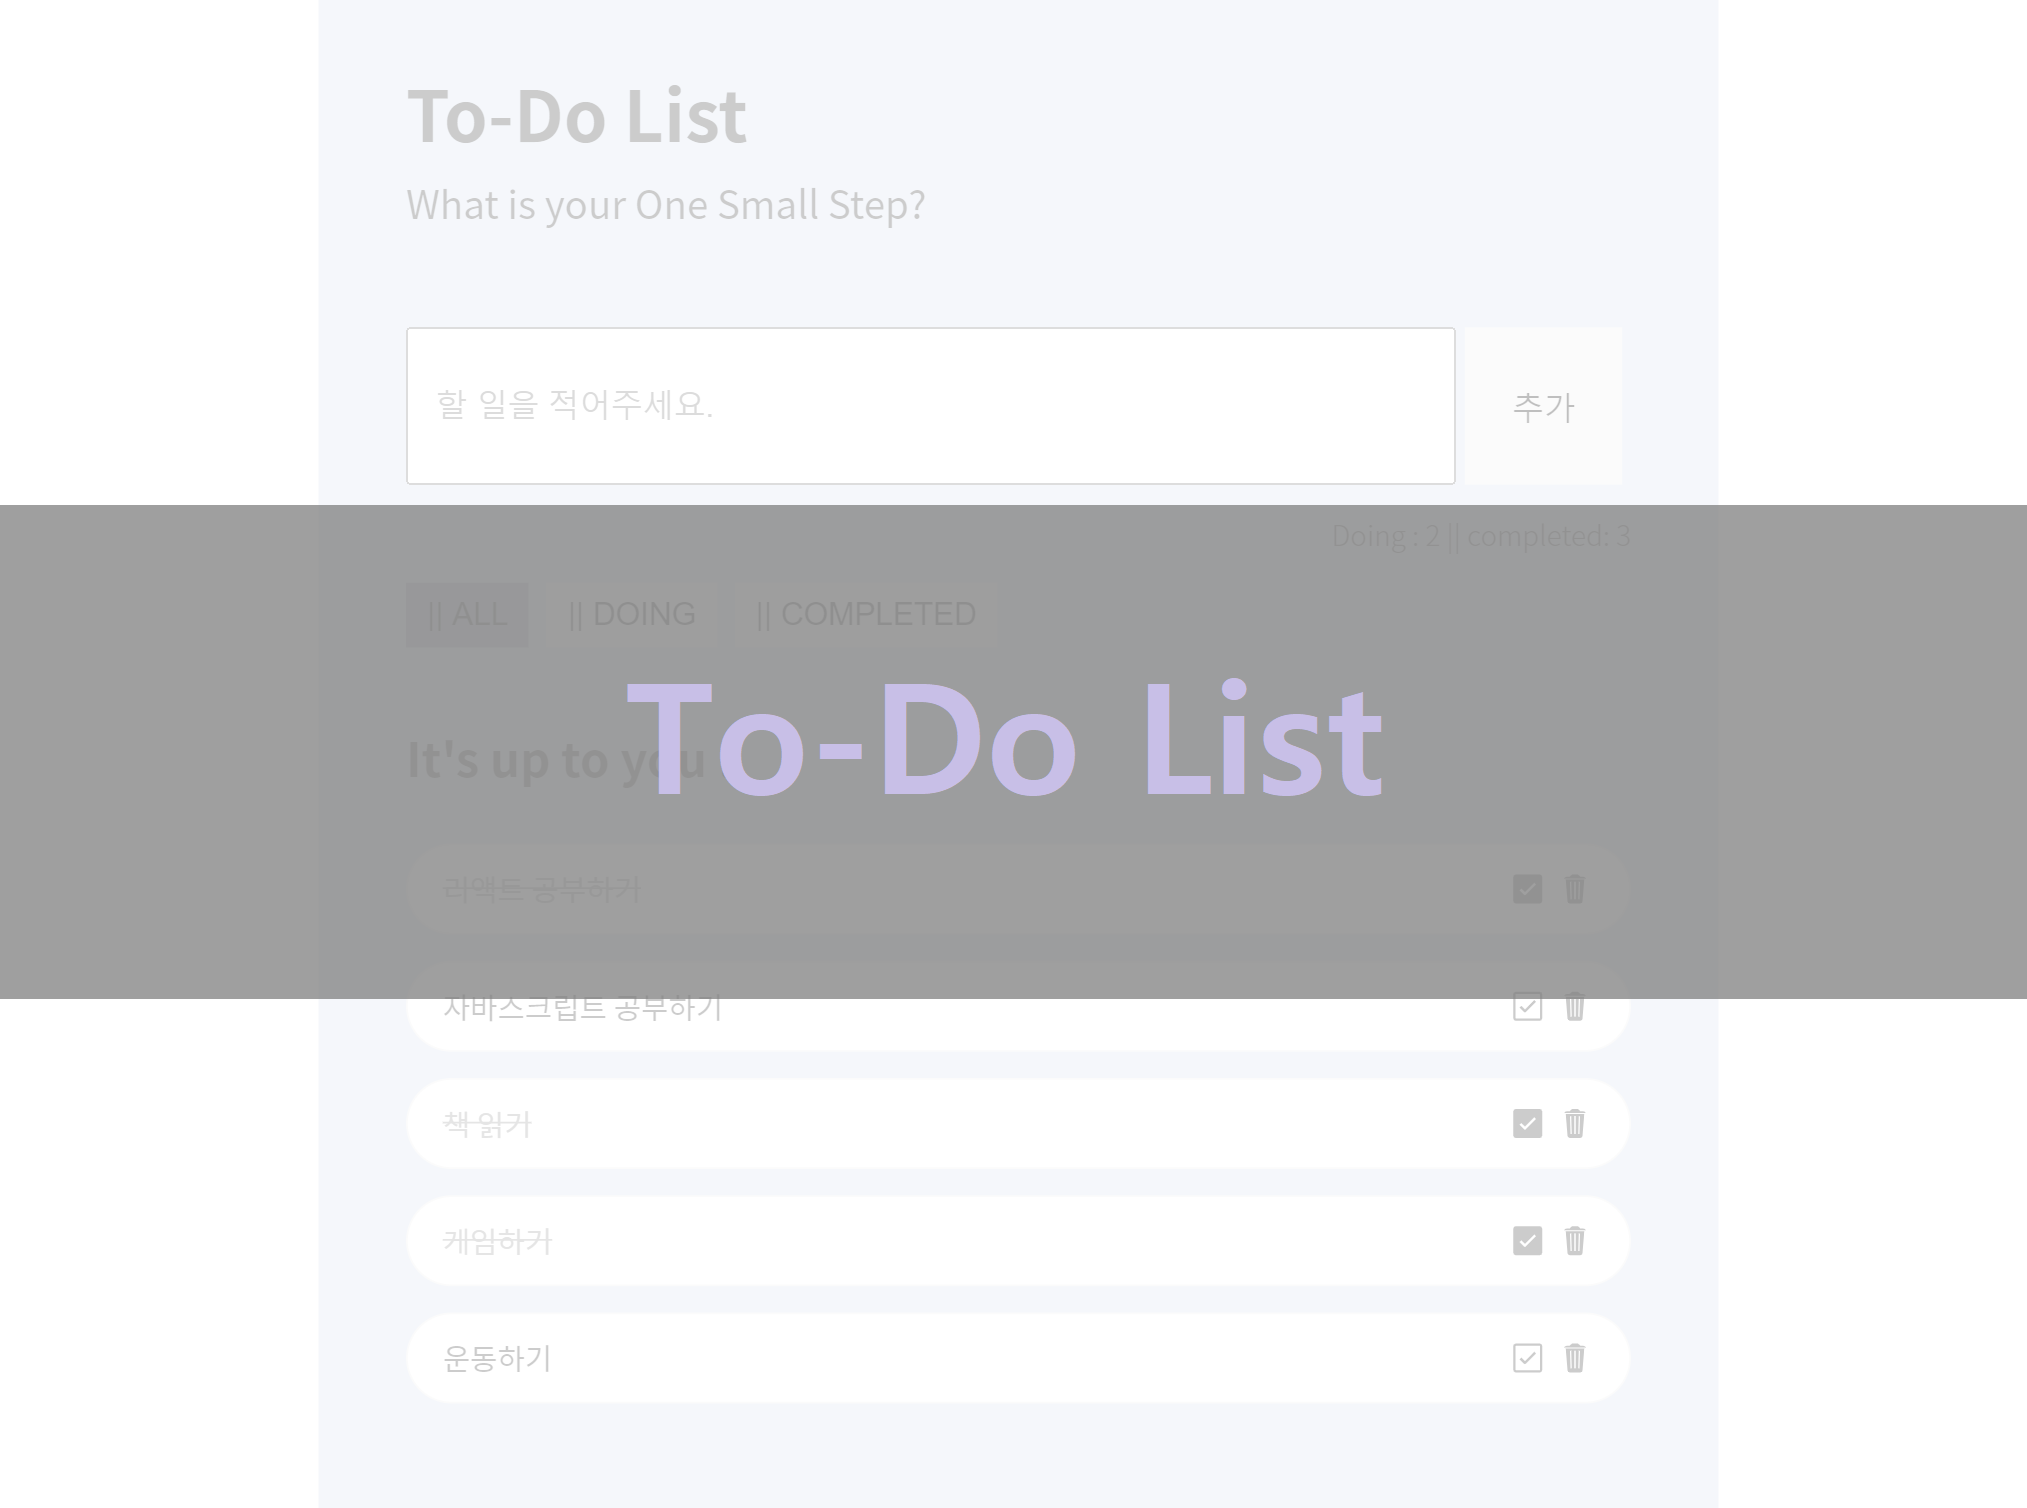 To-Do List
What is your One Small Step?
할 일을 적어주세요.
추가
Doing : 2 || completed: 3
|| ALL
|| DOING
|| COMPLETED
To-Do List
It's up to you
리액트 공부하기
자바스크립트 공부하기
책 읽기
게임하기
운동하기